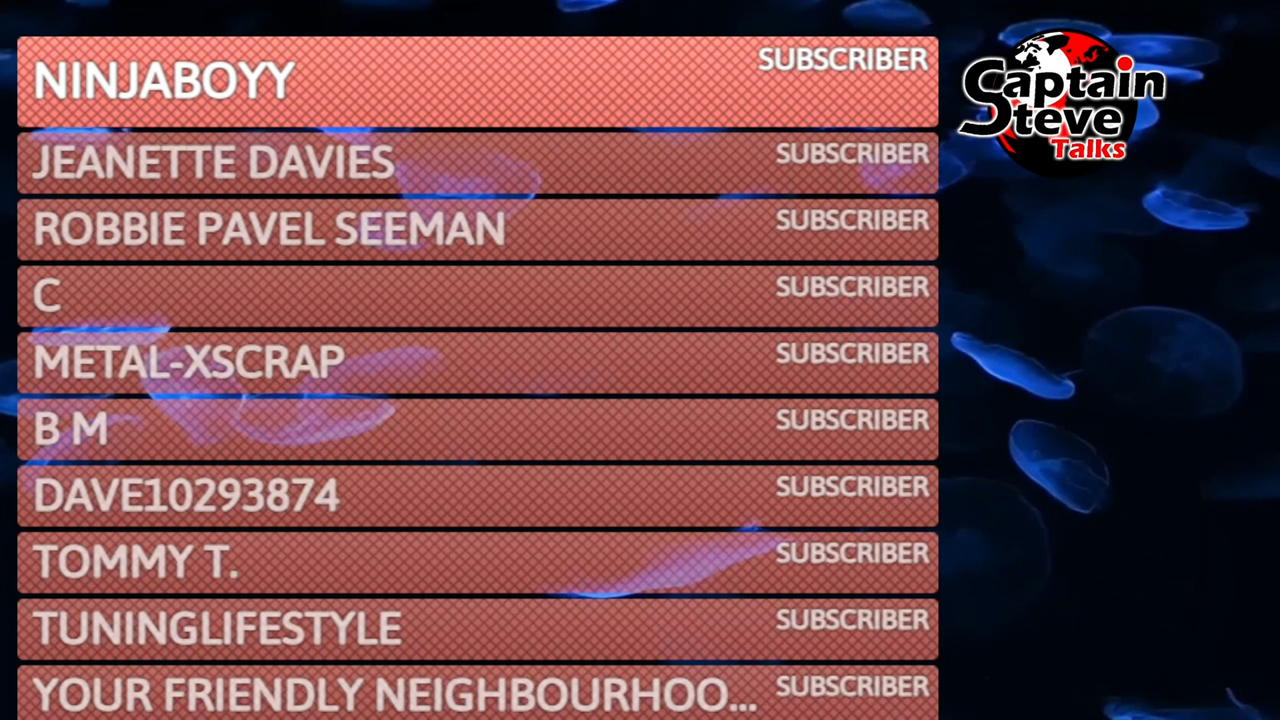 NINJABOYY SUBSCRIBER
JEANETTE DAVIES SUBSCRIBER
ROBBIE PAVEL SEEMAN SUBSCRIBER
C SUBSCRIBER
METAL-XSCRAP SUBSCRIBER
B M SUBSCRIBER
DAVE10293874 SUBSCRIBER
TOMMY T. SUBSCRIBER
TUNINGLIFESTYLE SUBSCRIBER
YOUR FRIENDLY NEIGHBOURHOO... SUBSCRIBER
Captain
Steve
Talks